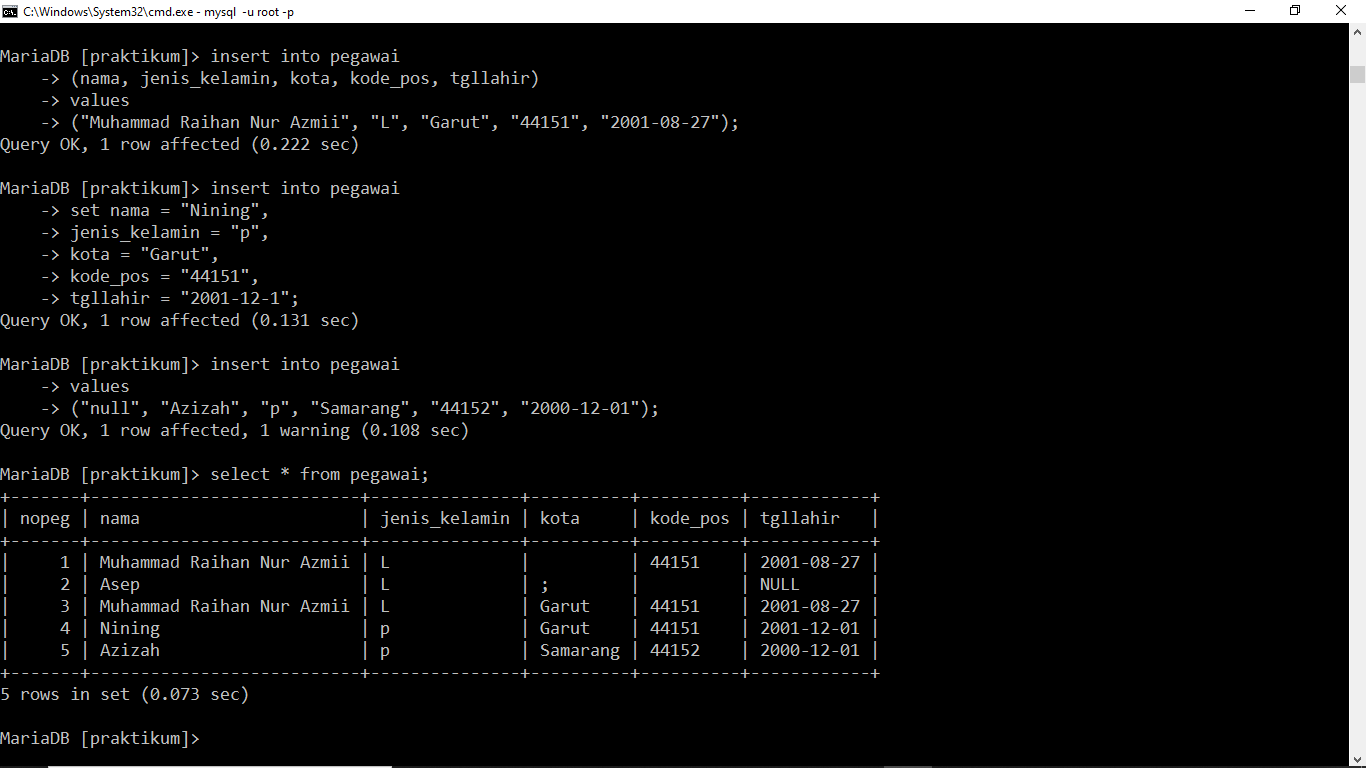 C:\Windows\System32\cmd.exe - mysql  -u root -p
MariaDB [praktikum]> insert into pegawai
    -> (nama, jenis_kelamin, kota, kode_pos, tgllahir)
    -> values
    -> ("Muhammad Raihan Nur Azmii", "L", "Garut", "44151", "2001-08-27");
Query OK, 1 row affected (0.222 sec)
MariaDB [praktikum]> insert into pegawai
    -> set nama = "Nining",
    -> jenis_kelamin = "p",
    -> kota = "Garut",
    -> kode_pos = "44151",
    -> tgllahir = "2001-12-1";
Query OK, 1 row affected (0.131 sec)
MariaDB [praktikum]> insert into pegawai
    -> values
    -> ("null", "Azizah", "p", "Samarang", "44152", "2000-12-01");
Query OK, 1 row affected, 1 warning (0.108 sec)
MariaDB [praktikum]> select * from pegawai;
+-------+---------------------------+---------------+----------+----------+------------+
| nopeg | nama                      | jenis_kelamin | kota     | kode_pos | tgllahir   |
+-------+---------------------------+---------------+----------+----------+------------+
|     1 | Muhammad Raihan Nur Azmii | L             |          | 44151    | 2001-08-27 |
|     2 | Asep                      | L             | ;        |          | NULL       |
|     3 | Muhammad Raihan Nur Azmii | L             | Garut    | 44151    | 2001-08-27 |
|     4 | Nining                    | p             | Garut    | 44151    | 2001-12-01 |
|     5 | Azizah                    | p             | Samarang | 44152    | 2000-12-01 |
+-------+---------------------------+---------------+----------+----------+------------+
5 rows in set (0.073 sec)
MariaDB [praktikum]>